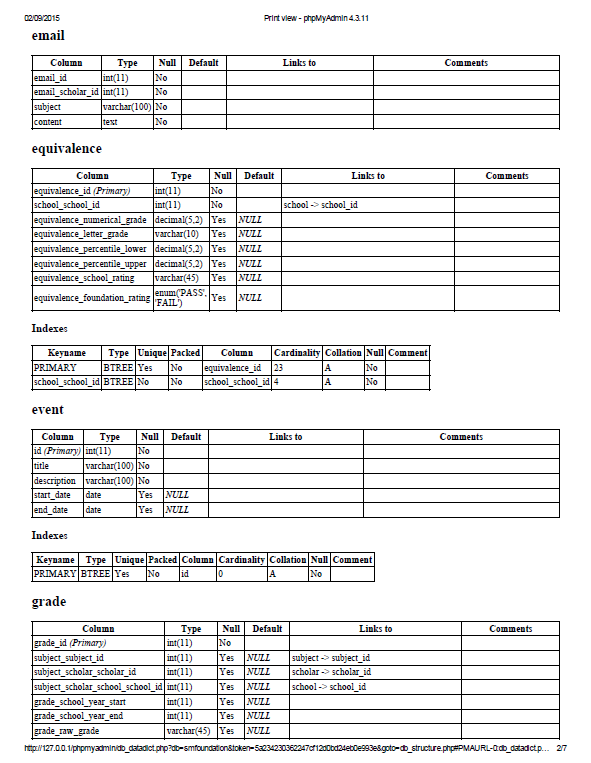 02/09/2015 Print view - phpMyAdmin 4.3.11
email
Column Type Null Default Links to Comments
email_id int(11) No
email_scholar_id int(11) No
subject varchar(100) No
content text No
equivalence
Column Type Null Default Links to Comments
equivalence_id (Primary) int(11) No
school_school_id int(11) No school -> school_id
equivalence_numerical_grade decimal(5,2) Yes NULL
equivalence_letter_grade varchar(10) Yes NULL
equivalence_percentile_lower decimal(5,2) Yes NULL
equivalence_percentile_upper decimal(5,2) Yes NULL
equivalence_school_rating varchar(45) Yes NULL
equivalence_foundation_rating enum('PASS', 'FAIL') Yes NULL
Indexes
Keyname Type Unique Packed Column Cardinality Collation Null Comment
PRIMARY BTREE Yes No equivalence_id 23 A No
school_school_id BTREE No No school_school_id 4 A No
event
Column Type Null Default Links to Comments
id (Primary) int(11) No
title varchar(100) No
description varchar(100) No
start_date date Yes NULL
end_date date Yes NULL
Indexes
Keyname Type Unique Packed Column Cardinality Collation Null Comment
PRIMARY BTREE Yes No id 0 A No
grade
Column Type Null Default Links to Comments
grade_id (Primary) int(11) No
subject_subject_id int(11) Yes NULL subject -> subject_id
subject_scholar_scholar_id int(11) Yes NULL scholar -> scholar_id
subject_scholar_school_school_id int(11) Yes NULL school -> school_id
grade_school_year_start int(11) Yes NULL
grade_school_year_end int(11) Yes NULL
grade_raw_grade varchar(45) Yes NULL
http://127.0.0.1/phpmyadmin/db_datadict.php?db=smfoundation&token=5a234230362247cf12d0bd24eb0e993e&goto=db_structure.php#PMAURL-0:db_datadict.p... 2/7